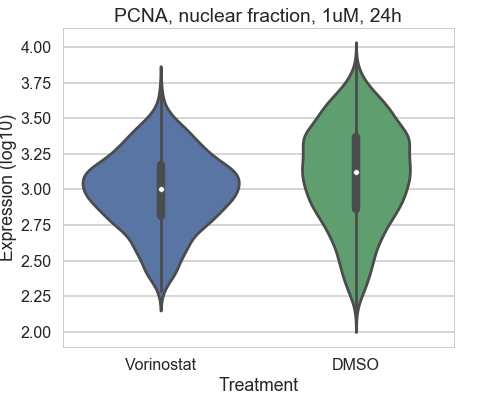 PCNA, nuclear fraction, 1uM, 24h
Expression (log10)
4.00
3.75
3.50
3.25
3.00
2.75
2.50
2.25
2.00
Vorinostat
DMSO
Treatment